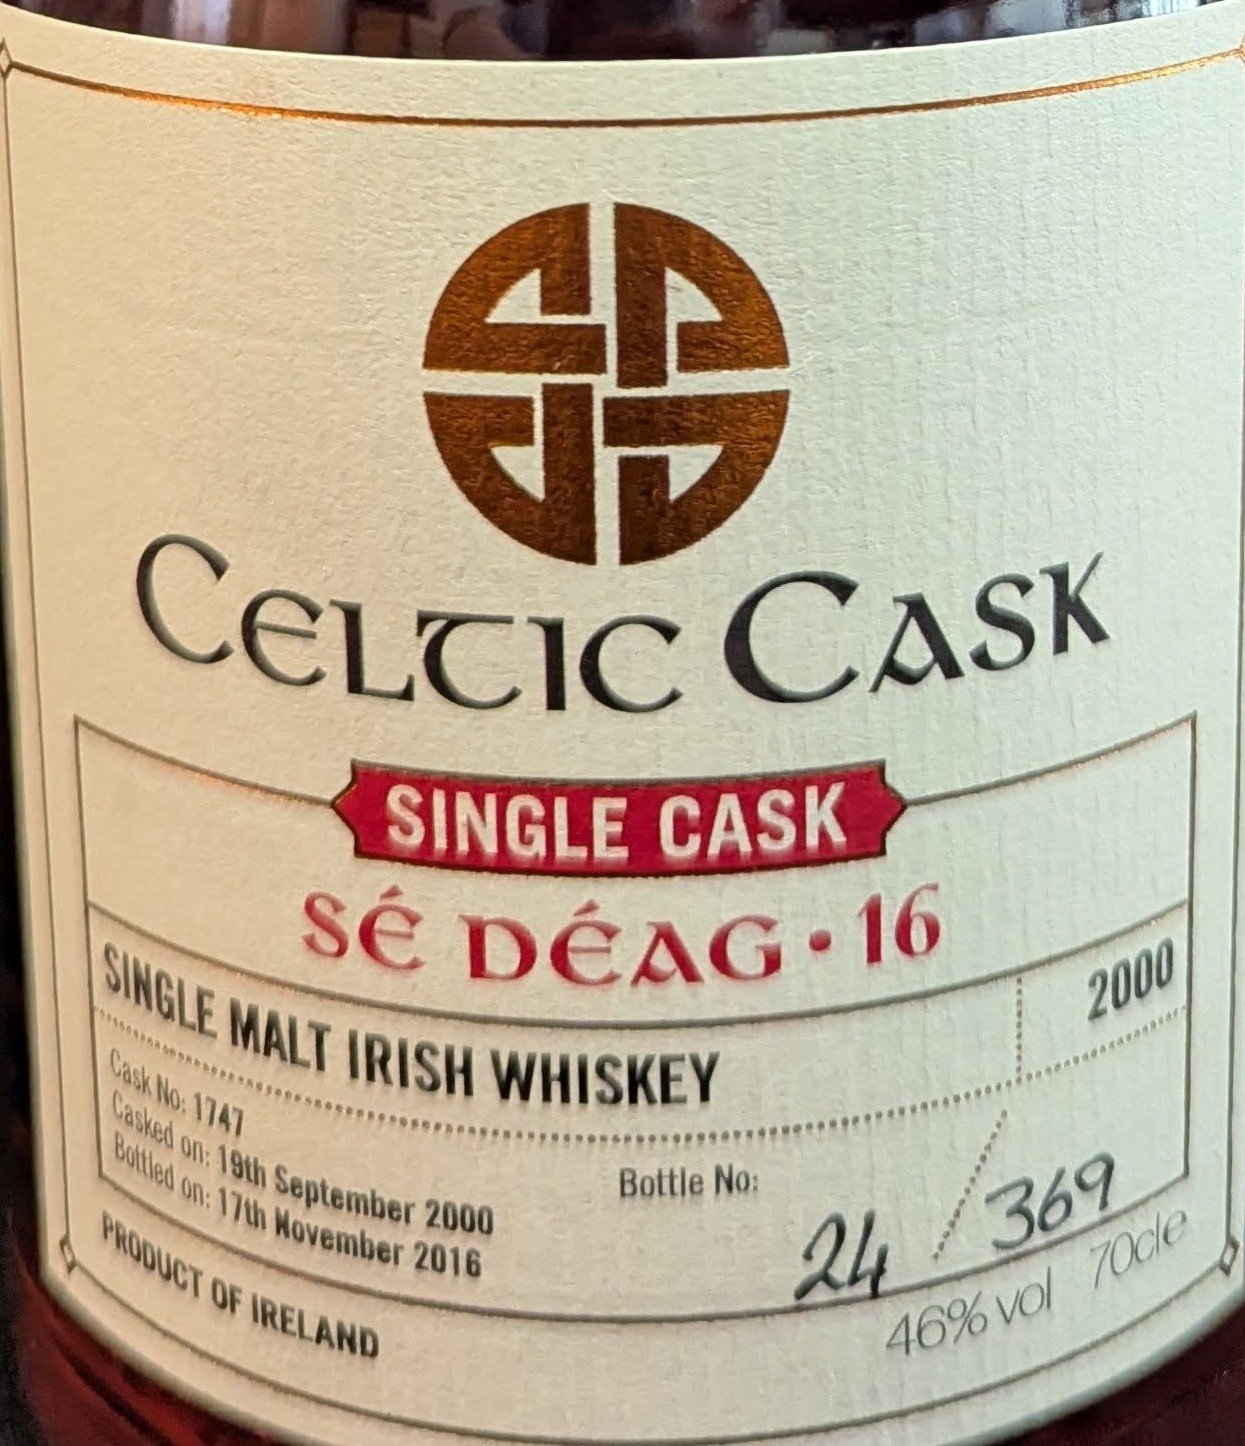 CELTIC CASK
SINGLE CASK
SÉ DÉAG • 16
SINGLE MALT IRISH WHISKEY
2000
Cask No: 1747
Casked on: 19th September 2000
Bottled on: 17th November 2016
Bottle No:
24 / 369
PRODUCT OF IRELAND
46% vol 70cle